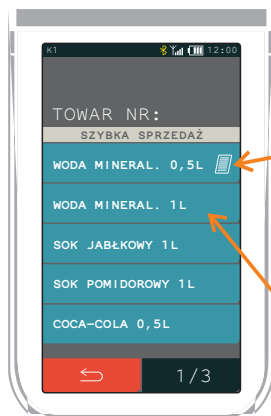 K1 12:00
TOWAR NR:
SZYBKA SPRZEDAŻ
WODA MINERAL. 0,5L
WODA MINERAL. 1L
SOK JABŁKOWY 1L
SOK POMIDOROWY 1L
COCA-COLA 0,5L
1/3